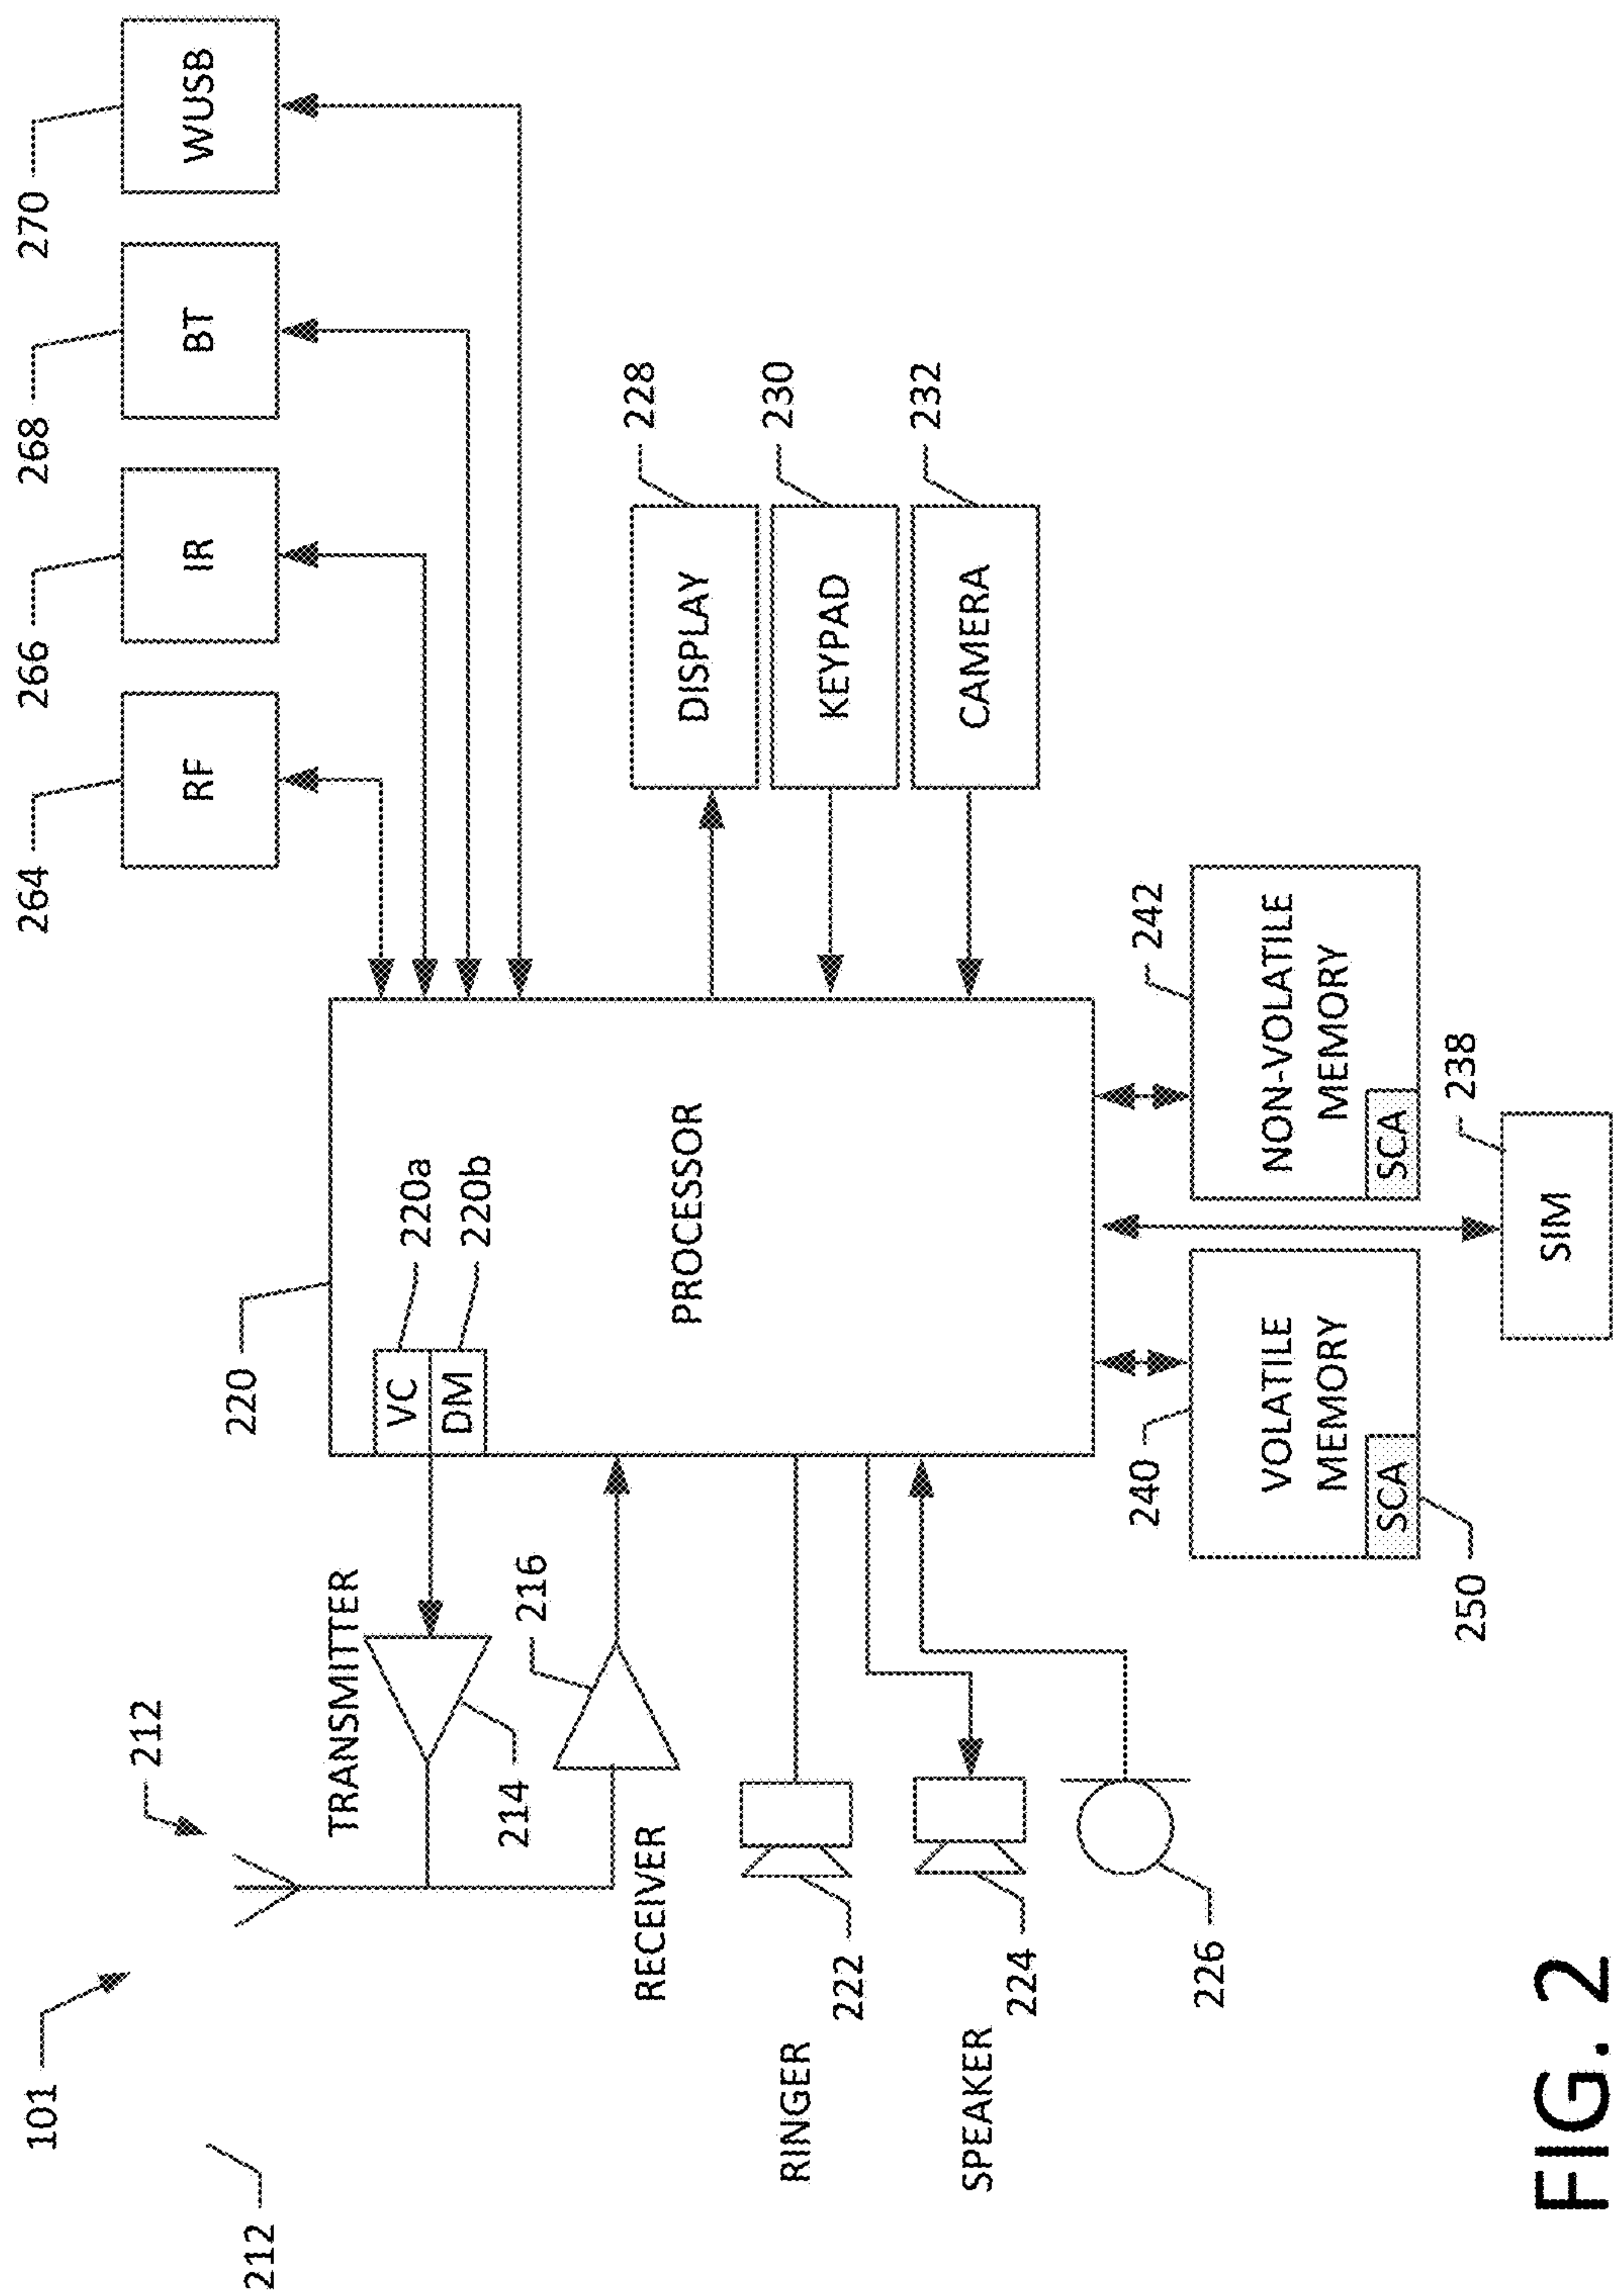 101
212
212
TRANSMITTER
214
216
RECEIVER
RINGER
222
SPEAKER
224
226
220
VC
220a
DM
220b
PROCESSOR
264
RF
266
IR
268
BT
270
WUSB
DISPLAY
228
KEYPAD
230
CAMERA
232
240
VOLATILE
MEMORY
SCA
250
242
NON-VOLATILE
MEMORY
SCA
238
SIM
FIG. 2